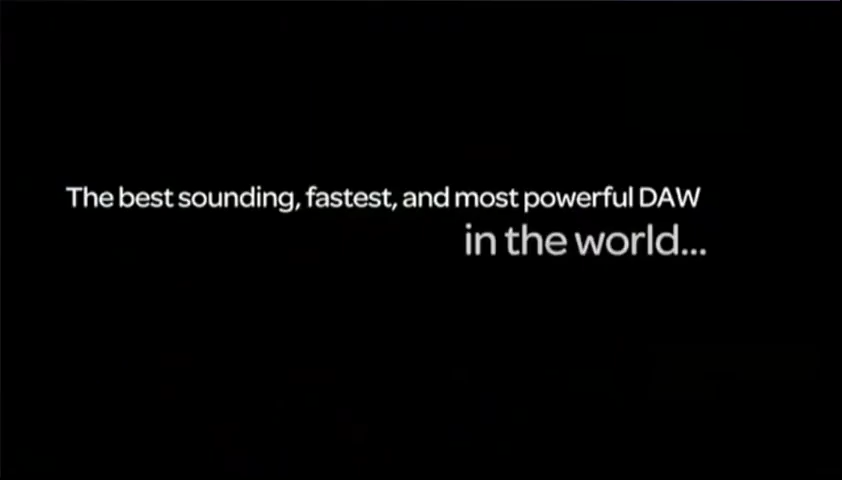 The best sounding, fastest, and most powerful DAW
in the world...